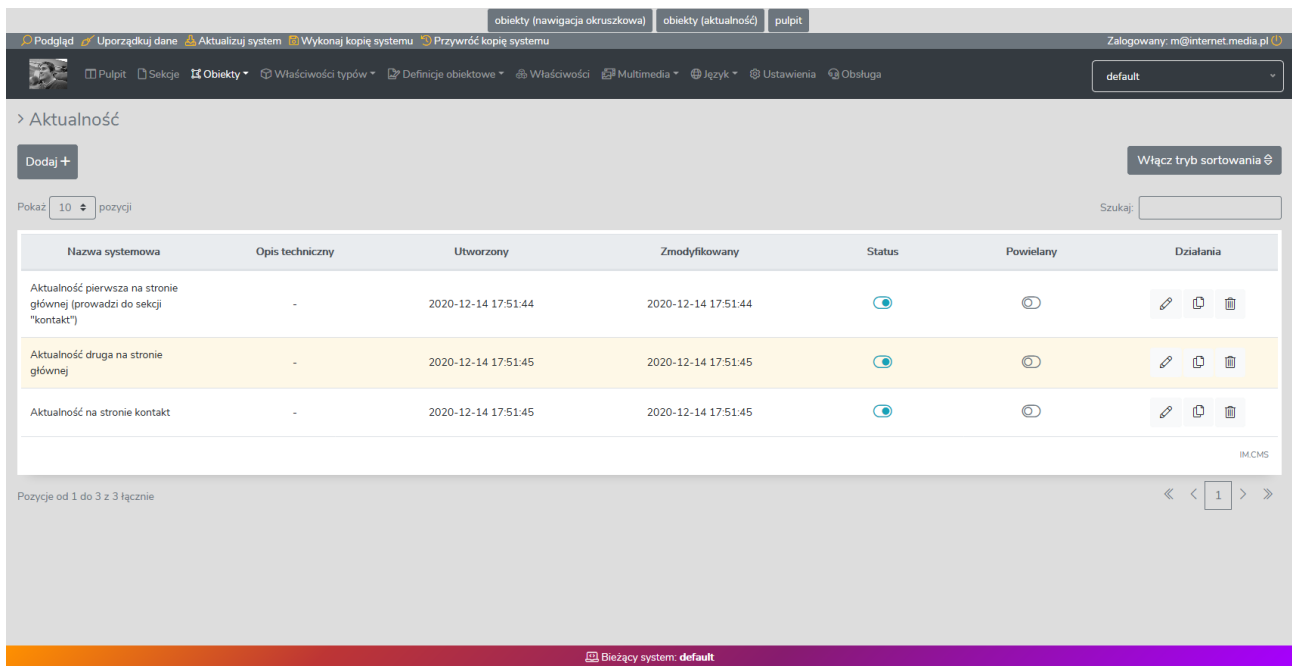 obiekty (nawigacja okruszkowa) obiekty (aktualność) pulpit
Podgląd Uporządkuj dane Aktualizuj system Wykonaj kopię systemu Przywróć kopię systemu Zalogowany: m@internet.media.pl
Pulpit Sekcje Obiekty Właściwości typów Definicje obiektowe Właściwości Multimedia Język Ustawienia Obsługa default
Aktualność
Dodaj Włącz tryb sortowania
Pokaż 10 pozycji Szukaj:
Nazwa systemowa Opis techniczny Utworzony Zmodyfikowany Status Powielany Działania
Aktualność pierwsza na stronie
głównej (prowadzi do sekcji - 2020-12-14 17:51:44 2020-12-14 17:51:44
"kontakt")
Aktualność druga na stronie
głównej - 2020-12-14 17:51:45 2020-12-14 17:51:45
Aktualność na stronie kontakt - 2020-12-14 17:51:45 2020-12-14 17:51:45
IM.CMS
Pozycje od 1 do 3 z 3 łącznie 1
Bieżący system: default